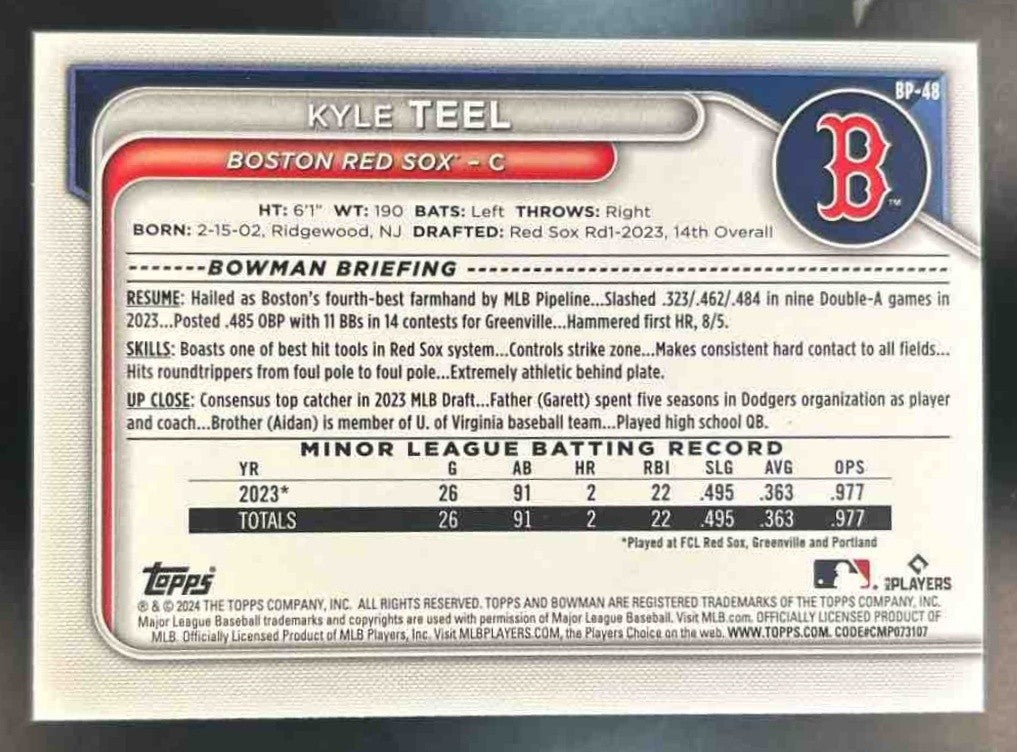 BP-48
KYLE TEEL
BOSTON RED SOX™ - C
B
™
HT: 6'1" WT: 190 BATS: Left THROWS: Right
BORN: 2-15-02, Ridgewood, NJ DRAFTED: Red Sox Rd1-2023, 14th Overall
BOWMAN BRIEFING
RESUME: Hailed as Boston's fourth-best farmhand by MLB Pipeline...Slashed .323/.462/.484 in nine Double-A games in
2023...Posted .485 OBP with 11 BBs in 14 contests for Greenville...Hammered first HR, 8/5.
SKILLS: Boasts one of best hit tools in Red Sox system...Controls strike zone...Makes consistent hard contact to all fields...
Hits roundtrippers from foul pole to foul pole...Extremely athletic behind plate.
UP CLOSE: Consensus top catcher in 2023 MLB Draft...Father (Garett) spent five seasons in Dodgers organization as player
and coach...Brother (Aidan) is member of U. of Virginia baseball team...Played high school QB.
MINOR LEAGUE BATTING RECORD
YR G AB HR RBI SLG AVG OPS
2023* 26 91 2 22 .495 .363 .977
TOTALS 26 91 2 22 .495 .363 .977
*Played at FCL Red Sox, Greenville and Portland
Topps
MLB PLAYERS
® & © 2024 THE TOPPS COMPANY, INC. ALL RIGHTS RESERVED. TOPPS AND BOWMAN ARE REGISTERED TRADEMARKS OF THE TOPPS COMPANY, INC.
Major League Baseball trademarks and copyrights are used with permission of Major League Baseball. Visit MLB.com. OFFICIALLY LICENSED PRODUCT OF
MLB. Officially Licensed Product of MLB Players, Inc. Visit MLBPLAYERS.COM, the Players Choice on the web. WWW.TOPPS.COM. CODE#CMP073107